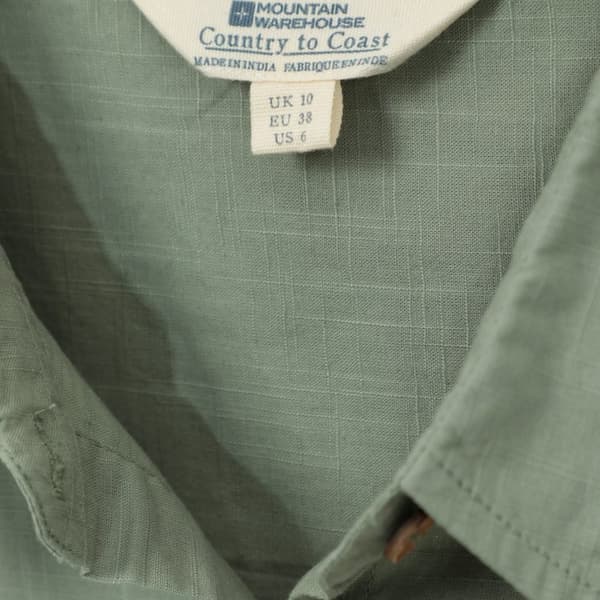 MOUNTAIN
WAREHOUSE
Country to Coast
MADE IN INDIA FABRIQUE EN INDE
UK 10
EU 38
US 6